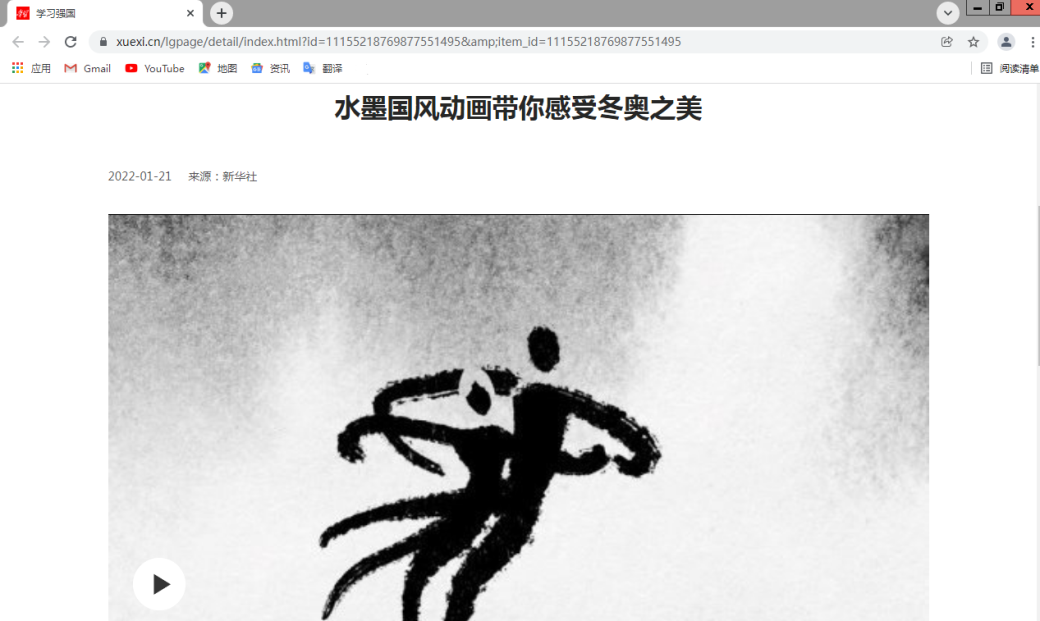 学习强国
xuexi.cn/lgpage/detail/index.html?id=11155218769877551495&amp;item_id=11155218769877551495
应用 Gmail YouTube 地图 资讯 翻译 阅读清单
水墨国风动画带你感受冬奥之美
2022-01-21 来源：新华社